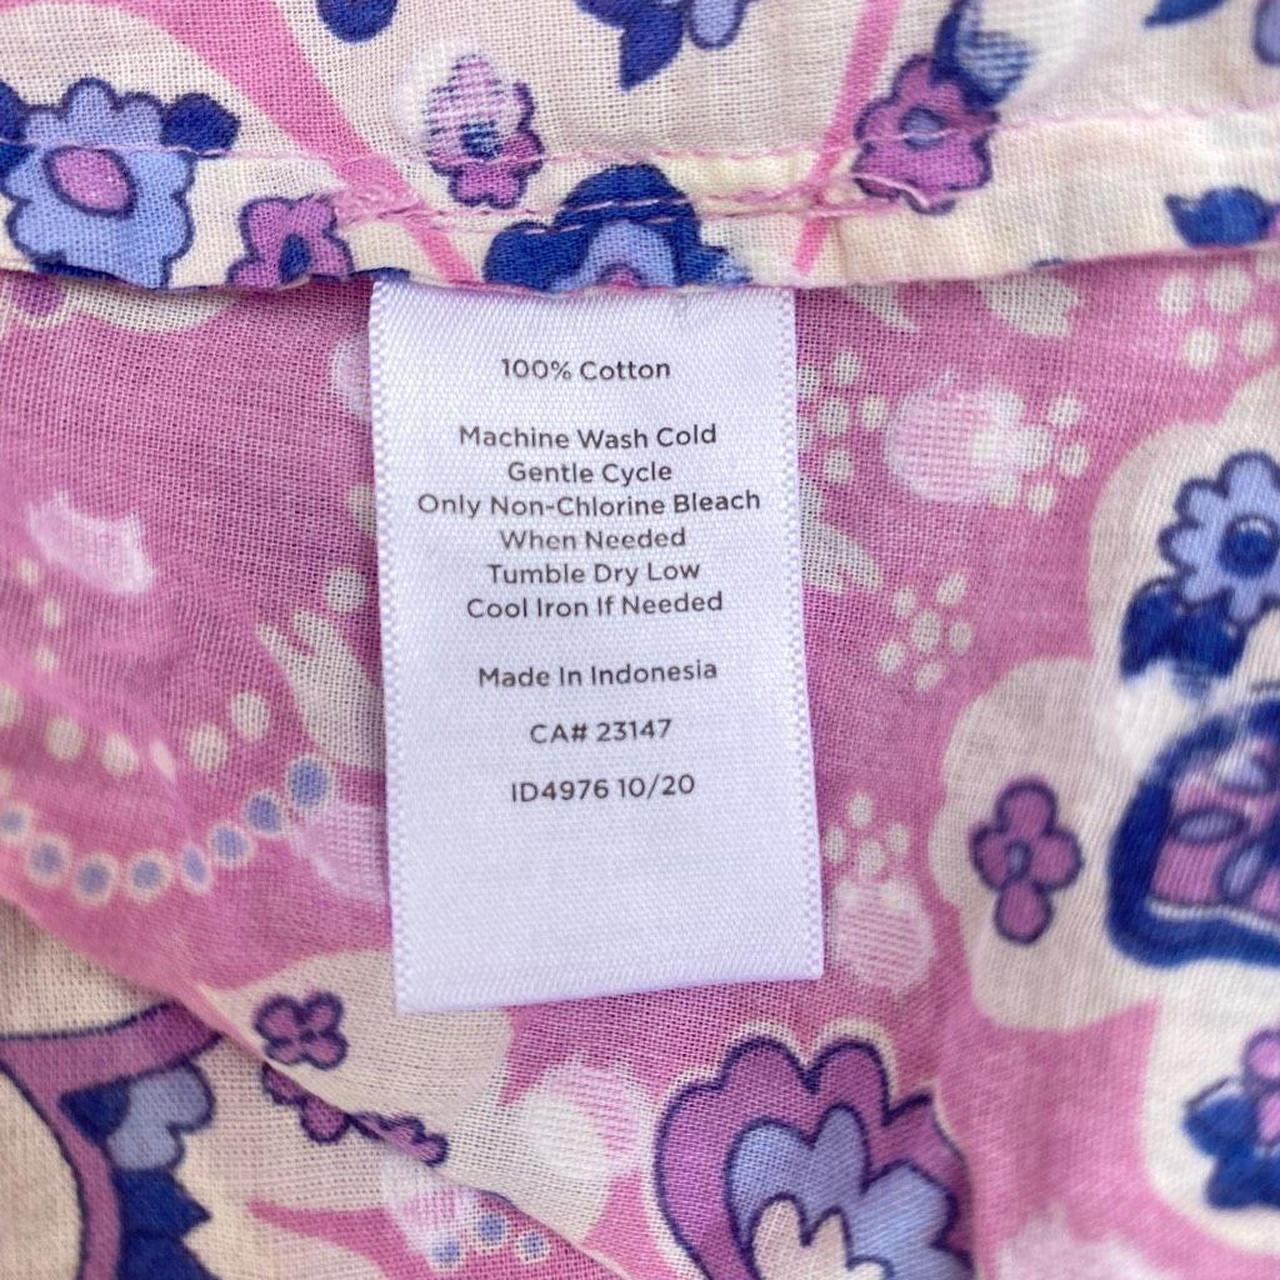 100% Cotton
Machine Wash Cold
Gentle Cycle
Only Non-Chlorine Bleach
When Needed
Tumble Dry Low
Cool Iron If Needed
Made In Indonesia
CA# 23147
ID4976 10/20